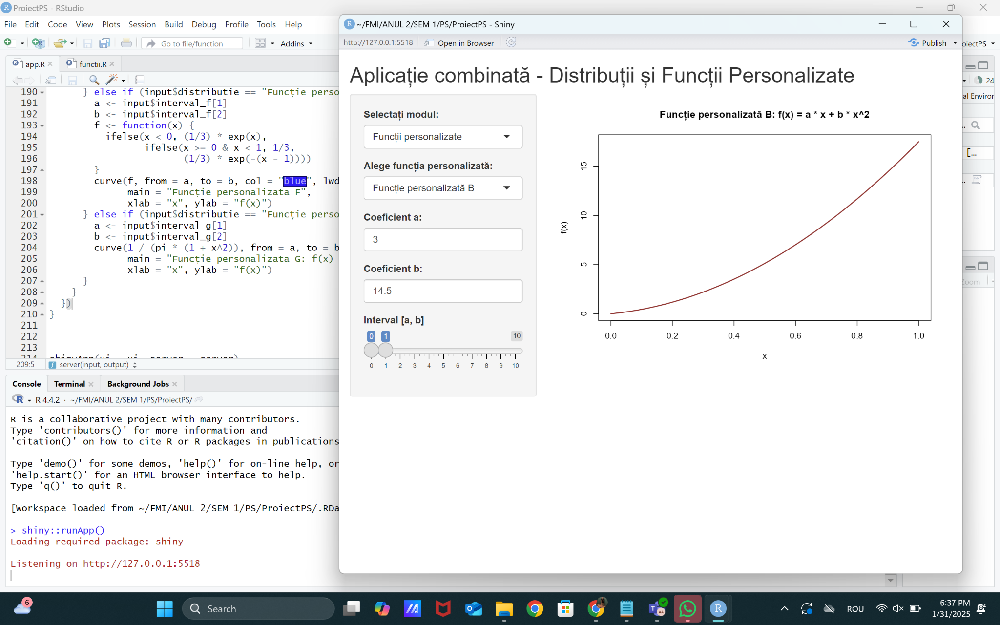 ProiectPS - RStudio
File Edit Code View Plots Session Build Debug Profile Tools Help
Go to file/function
Addins
app.R
functii.R
190 } else if (input$distributie == "Funcție perso
191 a <- input$interval_f[1]
192 b <- input$interval_f[2]
193 f <- function(x) {
194 ifelse(x < 0, (1/3) * exp(x),
195 ifelse(x >= 0 & x < 1, 1/3,
196 (1/3) * exp(-(x - 1))))
197 }
198 curve(f, from = a, to = b, col = "blue", lwd
199 main = "Funcție personalizata F",
200 xlab = "x", ylab = "f(x)")
201 } else if (input$distributie == "Funcție perso
202 a <- input$interval_g[1]
203 b <- input$interval_g[2]
204 curve(1 / (pi * (1 + x^2)), from = a, to = b
205 main = "Funcție personalizata G: f(x)
206 xlab = "x", ylab = "f(x)")
207 }
208 }
209 })
210 }
211
212
213
209:5 server(input, output)
Console Terminal Background Jobs
R 4.4.2 · ~/FMI/ANUL 2/SEM 1/PS/ProiectPS/
R is a collaborative project with many contributors.
Type 'contributors()' for more information and
'citation()' on how to cite R or R packages in publications
Type 'demo()' for some demos, 'help()' for on-line help, or
'help.start()' for an HTML browser interface to help.
Type 'q()' to quit R.
[Workspace loaded from ~/FMI/ANUL 2/SEM 1/PS/ProiectPS/.RDa
> shiny::runApp()
Loading required package: shiny
Listening on http://127.0.0.1:5518
~/FMI/ANUL 2/SEM 1/PS/ProiectPS - Shiny
http://127.0.0.1:5518 Open in Browser
Publish
Aplicație combinată - Distribuții și Funcții Personalizate
Selectați modul:
Funcții personalizate
Alege funcția personalizată:
Funcție personalizată B
Coeficient a:
3
Coeficient b:
14.5
Interval [a, b]
0 1 10
0 1 2 3 4 5 6 7 8 9 10
Funcție personalizată B: f(x) = a * x + b * x^2
f(x)
15
10
5
0
0.0 0.2 0.4 0.6 0.8 1.0
x
oiectPS
24
al Enviror
[...
Zoom
6
Search
ROU
6:37 PM
1/31/2025